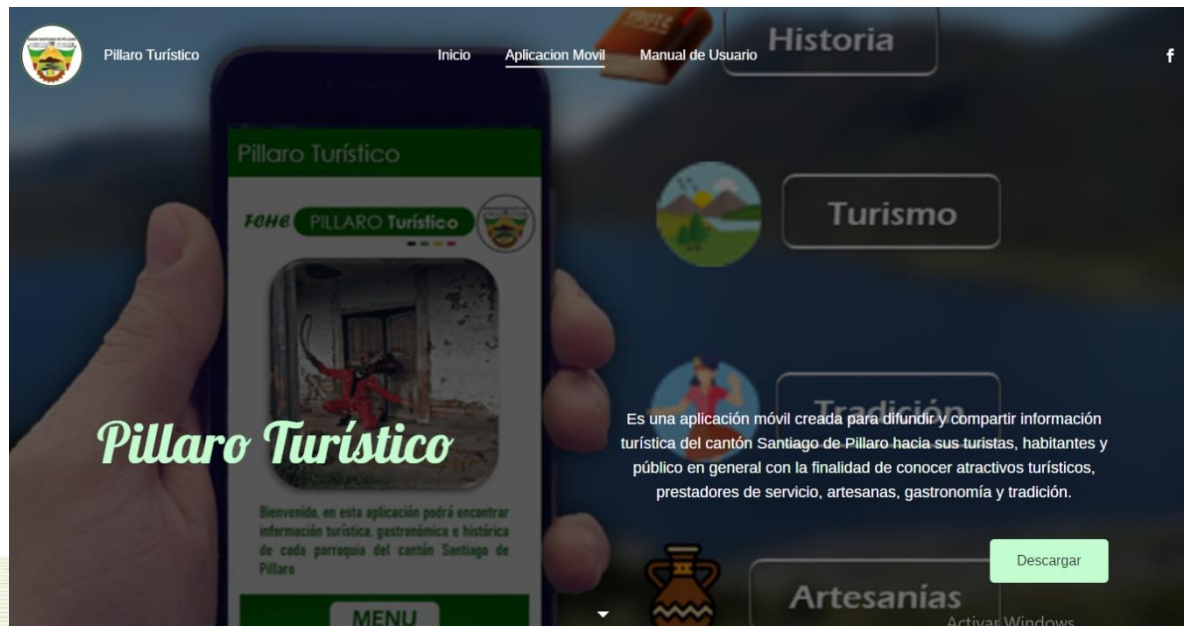 Pillaro Turístico
Inicio
Aplicacion Movil
Manual de Usuario
f
Historia
Pillaro Turístico
FCHE PILLARO Turístico
Turismo
Tradición
Pillaro Turístico
Es una aplicación móvil creada para difundir y compartir información
turística del cantón Santiago de Pillaro hacia sus turistas, habitantes y
público en general con la finalidad de conocer atractivos turísticos,
prestadores de servicio, artesanas, gastronomía y tradición.
Bienvenide, en esta aplicación podrá encontrar
información turística, gastronómica e histórica
de cada parroquia del cantón Santiago de
Pillaro
MENU
Descargar
Artesanías
Activar Windows